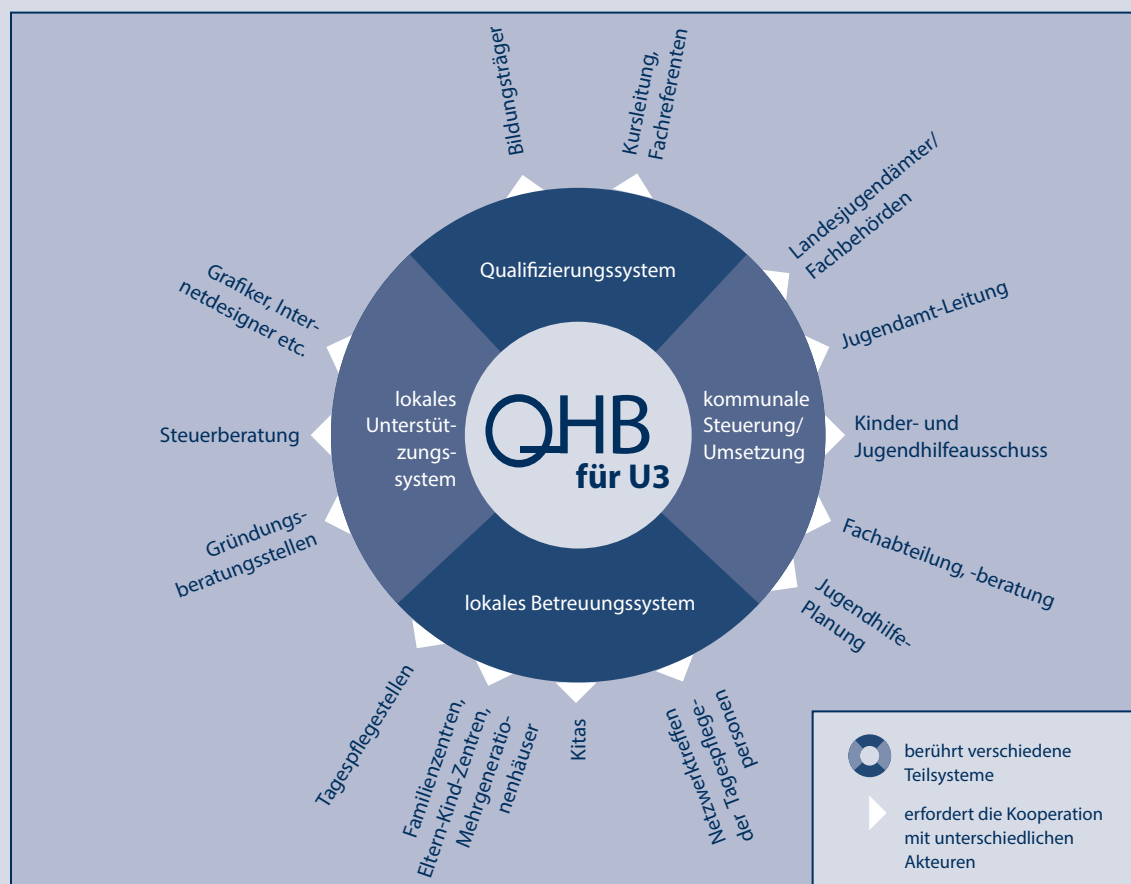 Bildungsträger
Kursleitung,
Fachreferenten
Landesjugendämter/
Fachbehörden
Jugendamt-Leitung
Kinder- und
Jugendhilfeausschuss
Fachabteilung, -beratung
Jugendhilfe-
Planung
Netzwerktreffen
der Tagespflege-
personen
Kitas
Familienzentren,
Eltern-Kind-Zentren,
Mehrgeneratio-
nenhäuser
Tagespflegestellen
Gründungs-
beratungsstellen
Steuerberatung
Grafiker, Inter-
netdesigner etc.
Qualifizierungssystem
lokales
Unterstüt-
zungs-
system
QHB
für U3
kommunale
Steuerung/
Umsetzung
lokales Betreuungssystem
berührt verschiedene
Teilsysteme
erfordert die Kooperation
mit unterschiedlichen
Akteuren